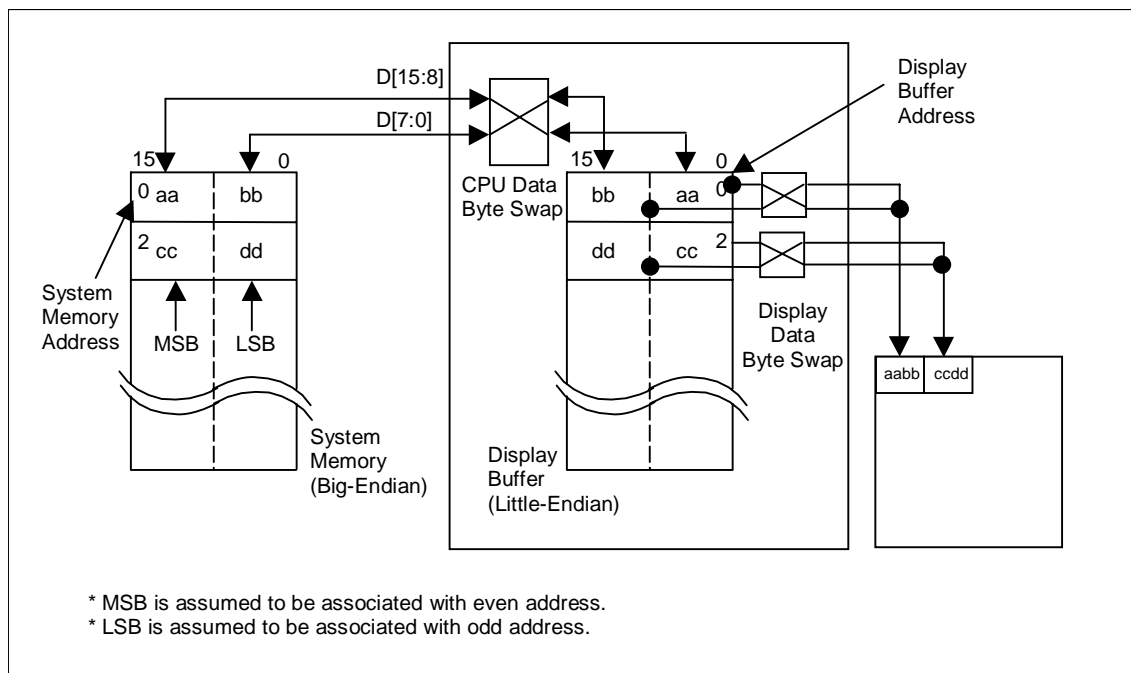 D[15:8]
D[7:0]
Display
Buffer
Address
15
0
CPU Data
Byte Swap
15
0
0 aa
bb
bb
aa
0
2 cc
dd
dd
cc
2
System
Memory
Address
MSB
LSB
Display
Data
Byte Swap
aabb
ccdd
System
Memory
(Big-Endian)
Display
Buffer
(Little-Endian)
* MSB is assumed to be associated with even address.
* LSB is assumed to be associated with odd address.